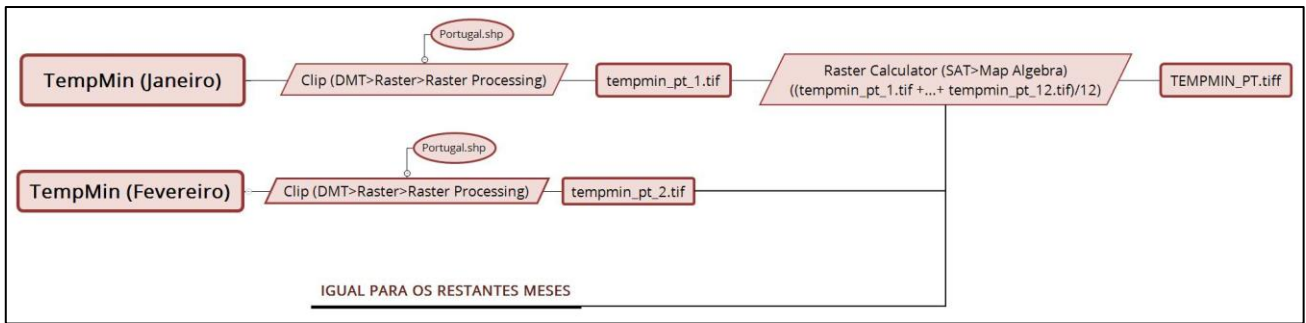 Portugal.shp
TempMin (Janeiro)
Clip (DMT>Raster>Raster Processing)
tempmin_pt_1.tif
Raster Calculator (SAT>Map Algebra)
((tempmin_pt_1.tif +...+ tempmin_pt_12.tif)/12)
TEMPMIN_PT.tiff
Portugal.shp
TempMin (Fevereiro)
Clip (DMT>Raster>Raster Processing)
tempmin_pt_2.tif
IGUAL PARA OS RESTANTES MESES